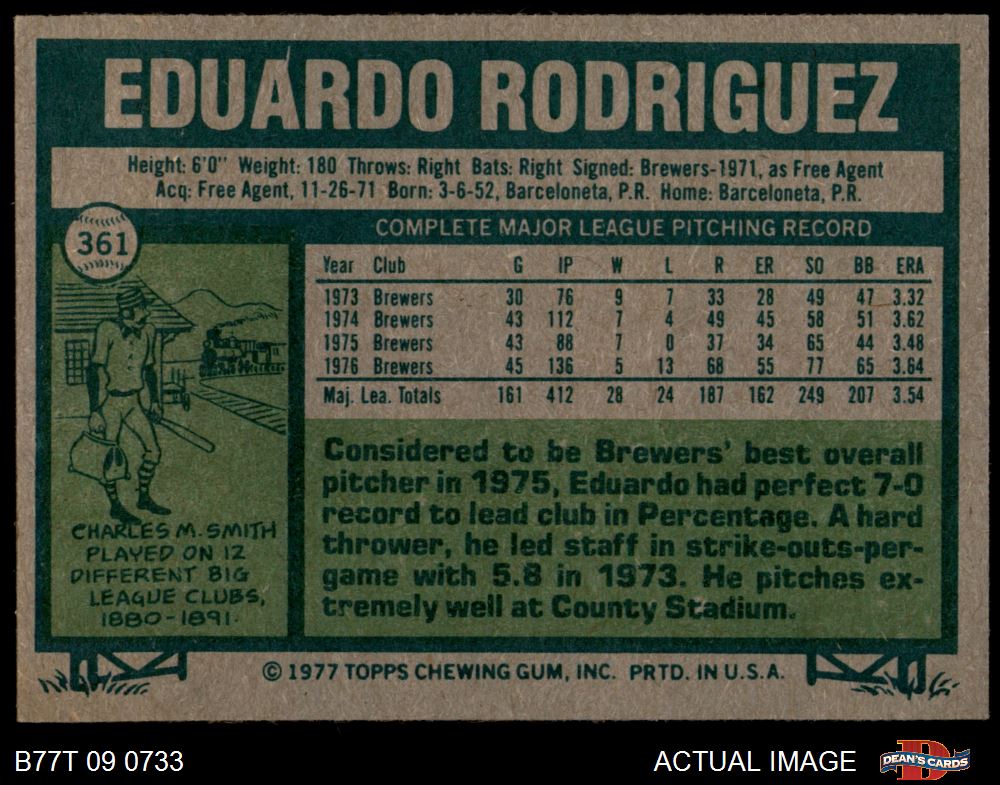 EDUARDO RODRIGUEZ
Height: 6'0" Weight: 180 Throws: Right Bats: Right Signed: Brewers-1971, as Free Agent
Acq: Free Agent, 11-26-71 Born: 3-6-52, Barceloneta, P.R. Home: Barceloneta, P.R.
361
COMPLETE MAJOR LEAGUE PITCHING RECORD
Year Club G IP W L R ER SO BB ERA
1973 Brewers 30 76 9 7 33 28 49 47 3.32
1974 Brewers 43 112 7 4 49 45 58 51 3.62
1975 Brewers 43 88 7 0 37 34 65 44 3.48
1976 Brewers 45 136 5 13 68 55 77 65 3.64
Maj. Lea. Totals 161 412 28 24 187 162 249 207 3.54
CHARLES M. SMITH
PLAYED ON 12
DIFFERENT BIG
LEAGUE CLUBS,
1880-1891.
Considered to be Brewers' best overall
pitcher in 1975, Eduardo had perfect 7-0
record to lead club in Percentage. A hard
thrower, he led staff in strike-outs-per-
game with 5.8 in 1973. He pitches ex-
tremely well at County Stadium.
© 1977 TOPPS CHEWING GUM, INC. PRTD. IN U.S.A.
B77T 09 0733
ACTUAL IMAGE
D
DEAN'S CARDS